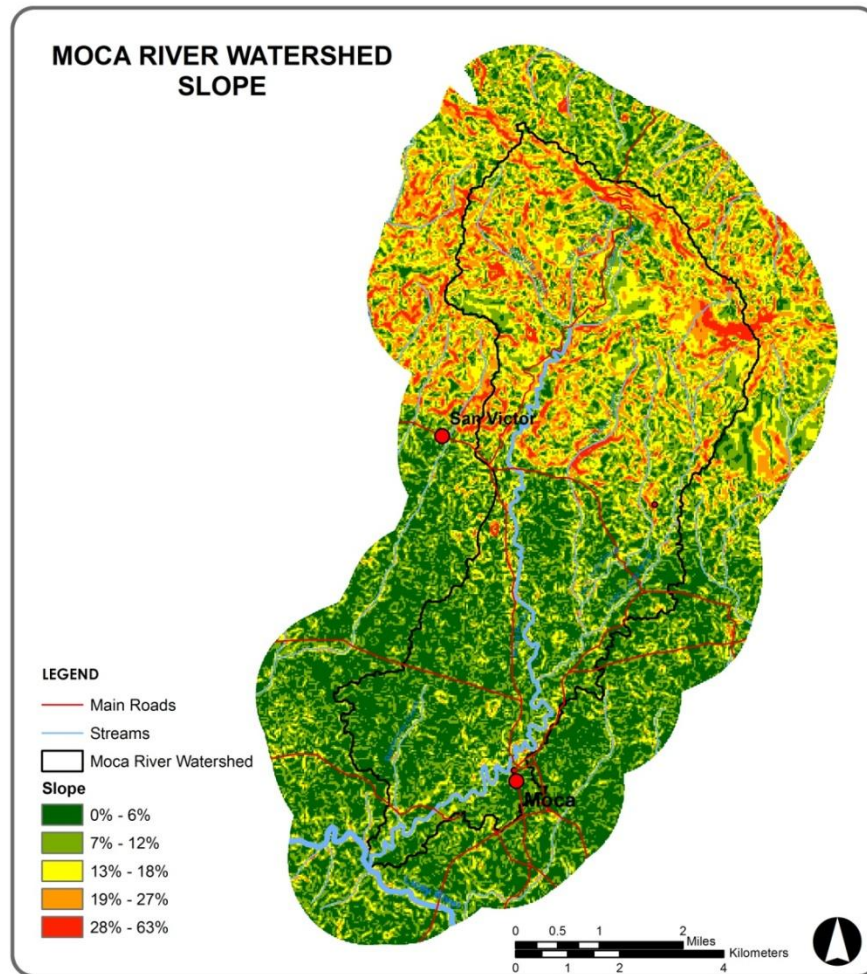 MOCA RIVER WATERSHED
SLOPE
San Victor
Moca
LEGEND
Main Roads
Streams
Moca River Watershed
Slope
0% - 6%
7% - 12%
13% - 18%
19% - 27%
28% - 63%
0 0.5 1 2
Miles
Kilometers
0 1 2 4